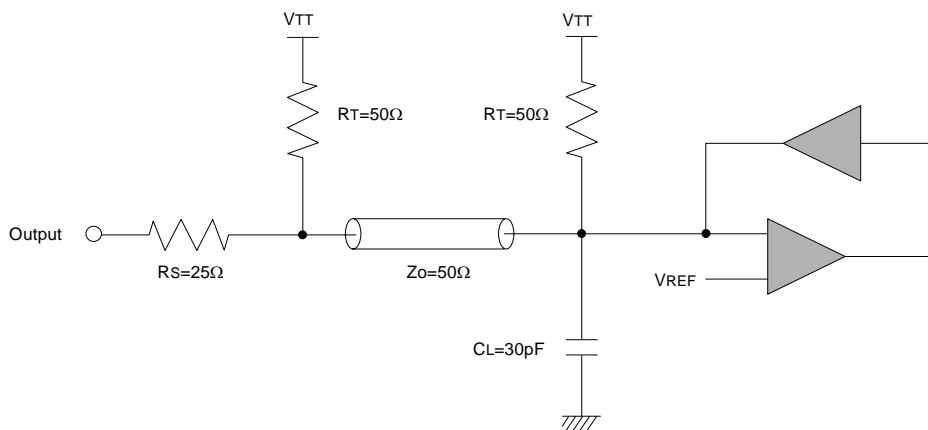 VTT
VTT
RT=50Ω
RT=50Ω
Output
RS=25Ω
Zo=50Ω
VREF
CL=30pF